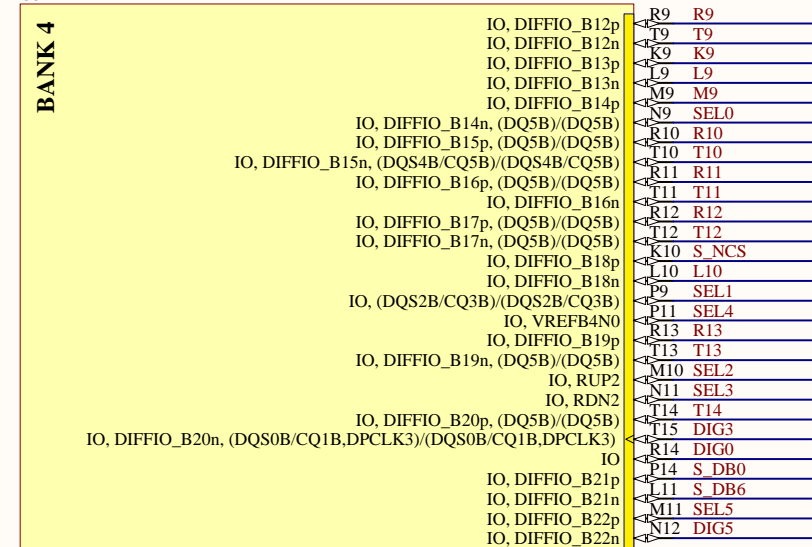 BANK 4
IO, DIFFIO_B12p R9 R9
IO, DIFFIO_B12n T9 T9
IO, DIFFIO_B13p K9 K9
IO, DIFFIO_B13n L9 L9
IO, DIFFIO_B14p M9 M9
IO, DIFFIO_B14n, (DQ5B)/(DQ5B) N9 SEL0
IO, DIFFIO_B15p, (DQ5B)/(DQ5B) R10 R10
IO, DIFFIO_B15n, (DQS4B/CQ5B)/(DQS4B/CQ5B) T10 T10
IO, DIFFIO_B16p, (DQ5B)/(DQ5B) R11 R11
IO, DIFFIO_B16n T11 T11
IO, DIFFIO_B17p, (DQ5B)/(DQ5B) R12 R12
IO, DIFFIO_B17n, (DQ5B)/(DQ5B) T12 T12
IO, DIFFIO_B18p K10 S_NCS
IO, DIFFIO_B18n L10 L10
IO, (DQS2B/CQ3B)/(DQS2B/CQ3B) P9 SEL1
IO, VREFB4N0 P11 SEL4
IO, DIFFIO_B19p R13 R13
IO, DIFFIO_B19n, (DQ5B)/(DQ5B) T13 T13
IO, RUP2 M10 SEL2
IO, RDN2 N11 SEL3
IO, DIFFIO_B20p, (DQ5B)/(DQ5B) T14 T14
IO, DIFFIO_B20n, (DQS0B/CQ1B,DPCLK3)/(DQS0B/CQ1B,DPCLK3) T15 DIG3
IO R14 DIG0
IO, DIFFIO_B21p P14 S_DB0
IO, DIFFIO_B21n L11 S_DB6
IO, DIFFIO_B22p M11 SEL5
IO, DIFFIO_B22n N12 DIG5